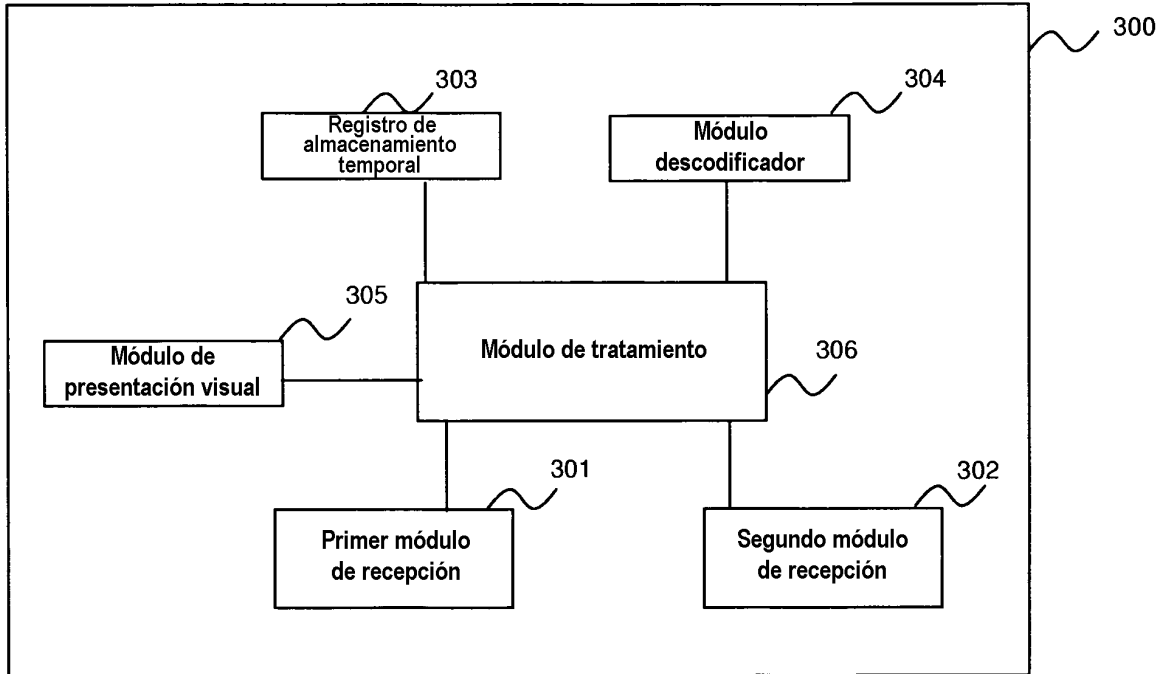 300
303
Registro de
almacenamiento
temporal
304
Módulo
descodificador
305
Módulo de
presentación visual
Módulo de tratamiento
306
301
Primer módulo
de recepción
302
Segundo módulo
de recepción